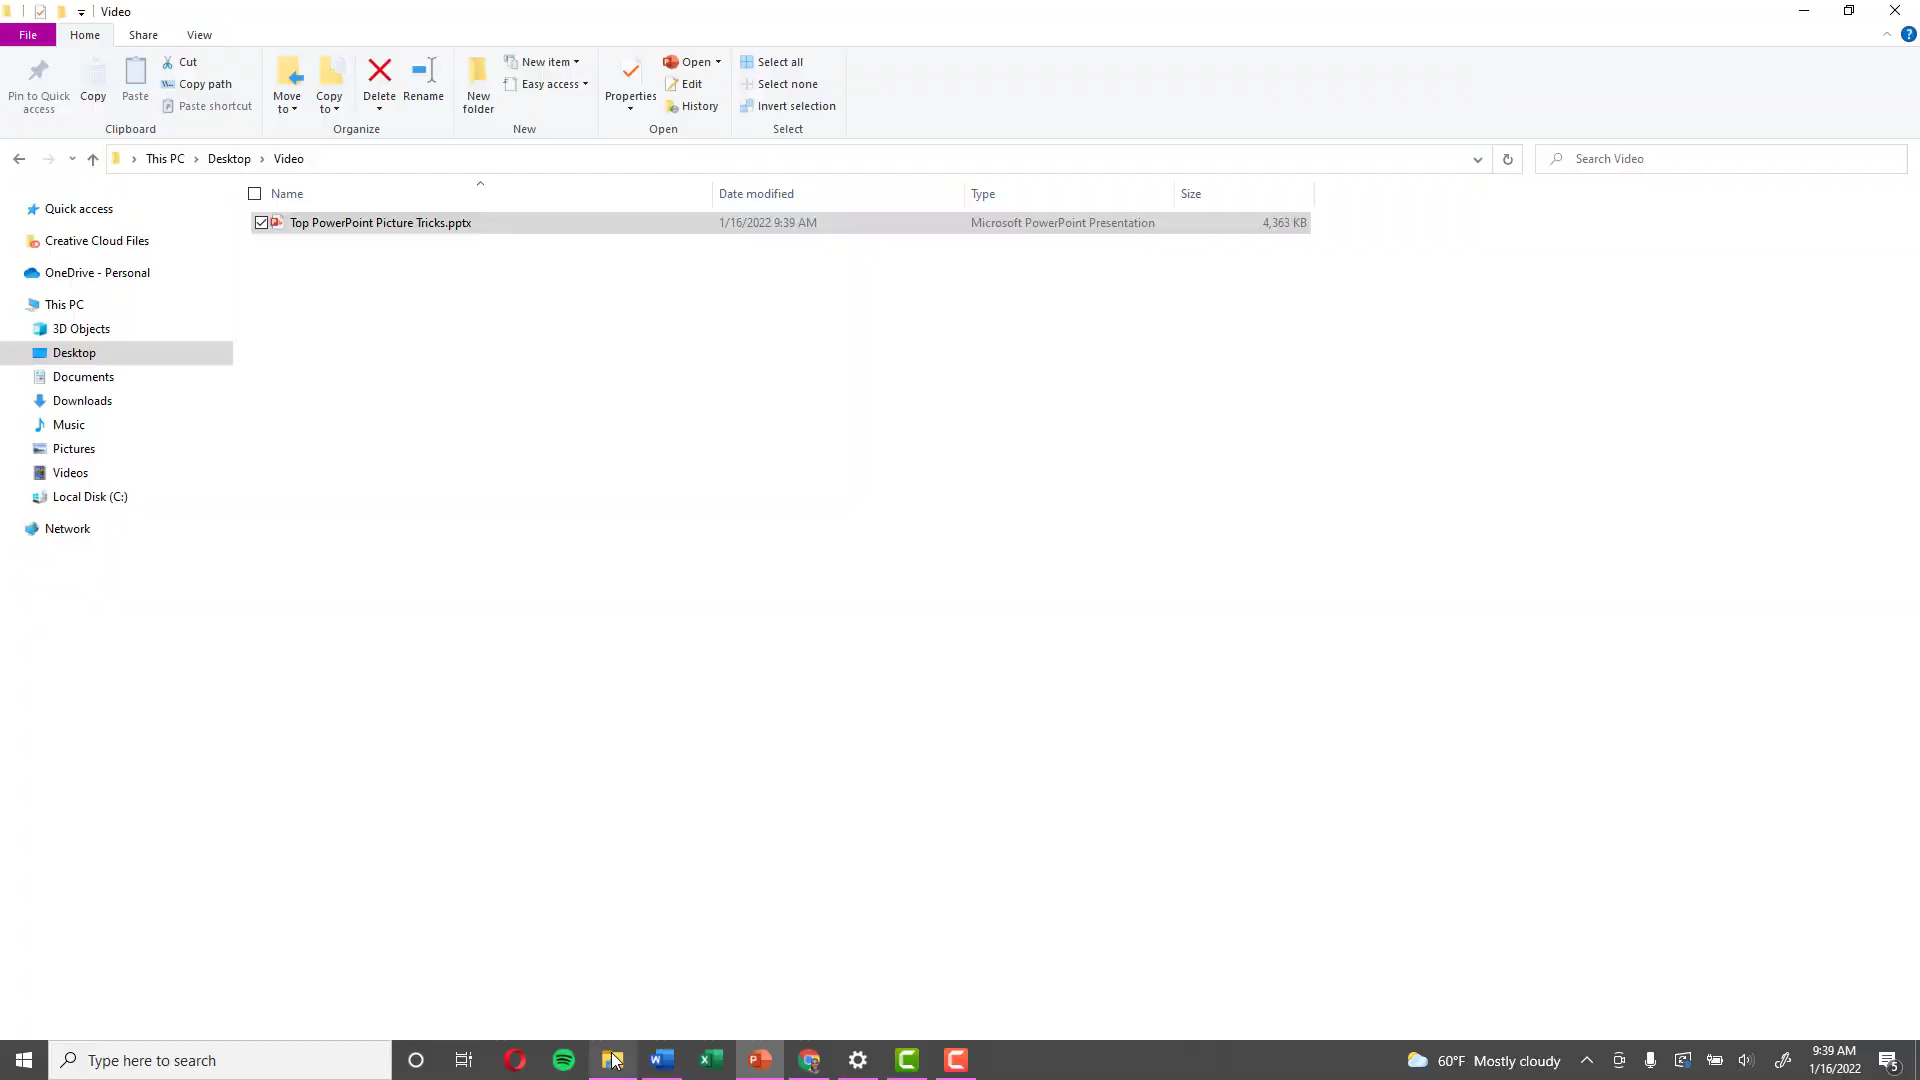 Video
File Home Share View
Pin to Quick access
Copy
Paste
Cut
Copy path
Paste shortcut
Clipboard
Move to
Copy to
Delete
Rename
Organize
New folder
New item
Easy access
New
Properties
Open
Edit
History
Open
Select all
Select none
Invert selection
Select
This PC > Desktop > Video
Search Video
Name Date modified Type Size
Top PowerPoint Picture Tricks.pptx 1/16/2022 9:39 AM Microsoft PowerPoint Presentation 4,363 KB
Quick access
Creative Cloud Files
OneDrive - Personal
This PC
3D Objects
Desktop
Documents
Downloads
Music
Pictures
Videos
Local Disk (C:)
Network
Type here to search
60°F Mostly cloudy
9:39 AM
1/16/2022
5